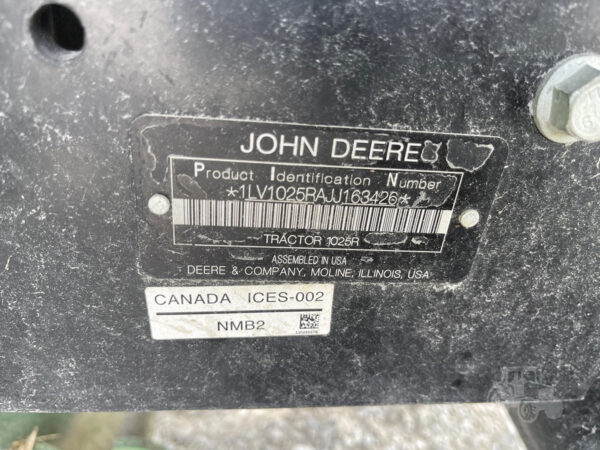 JOHN DEERE
Product Identification Number
*1LV1025RAJJ163426*
TRACTOR 1025R
ASSEMBLED IN USA
DEERE & COMPANY, MOLINE, ILLINOIS, USA
CANADA ICES-002
NMB2